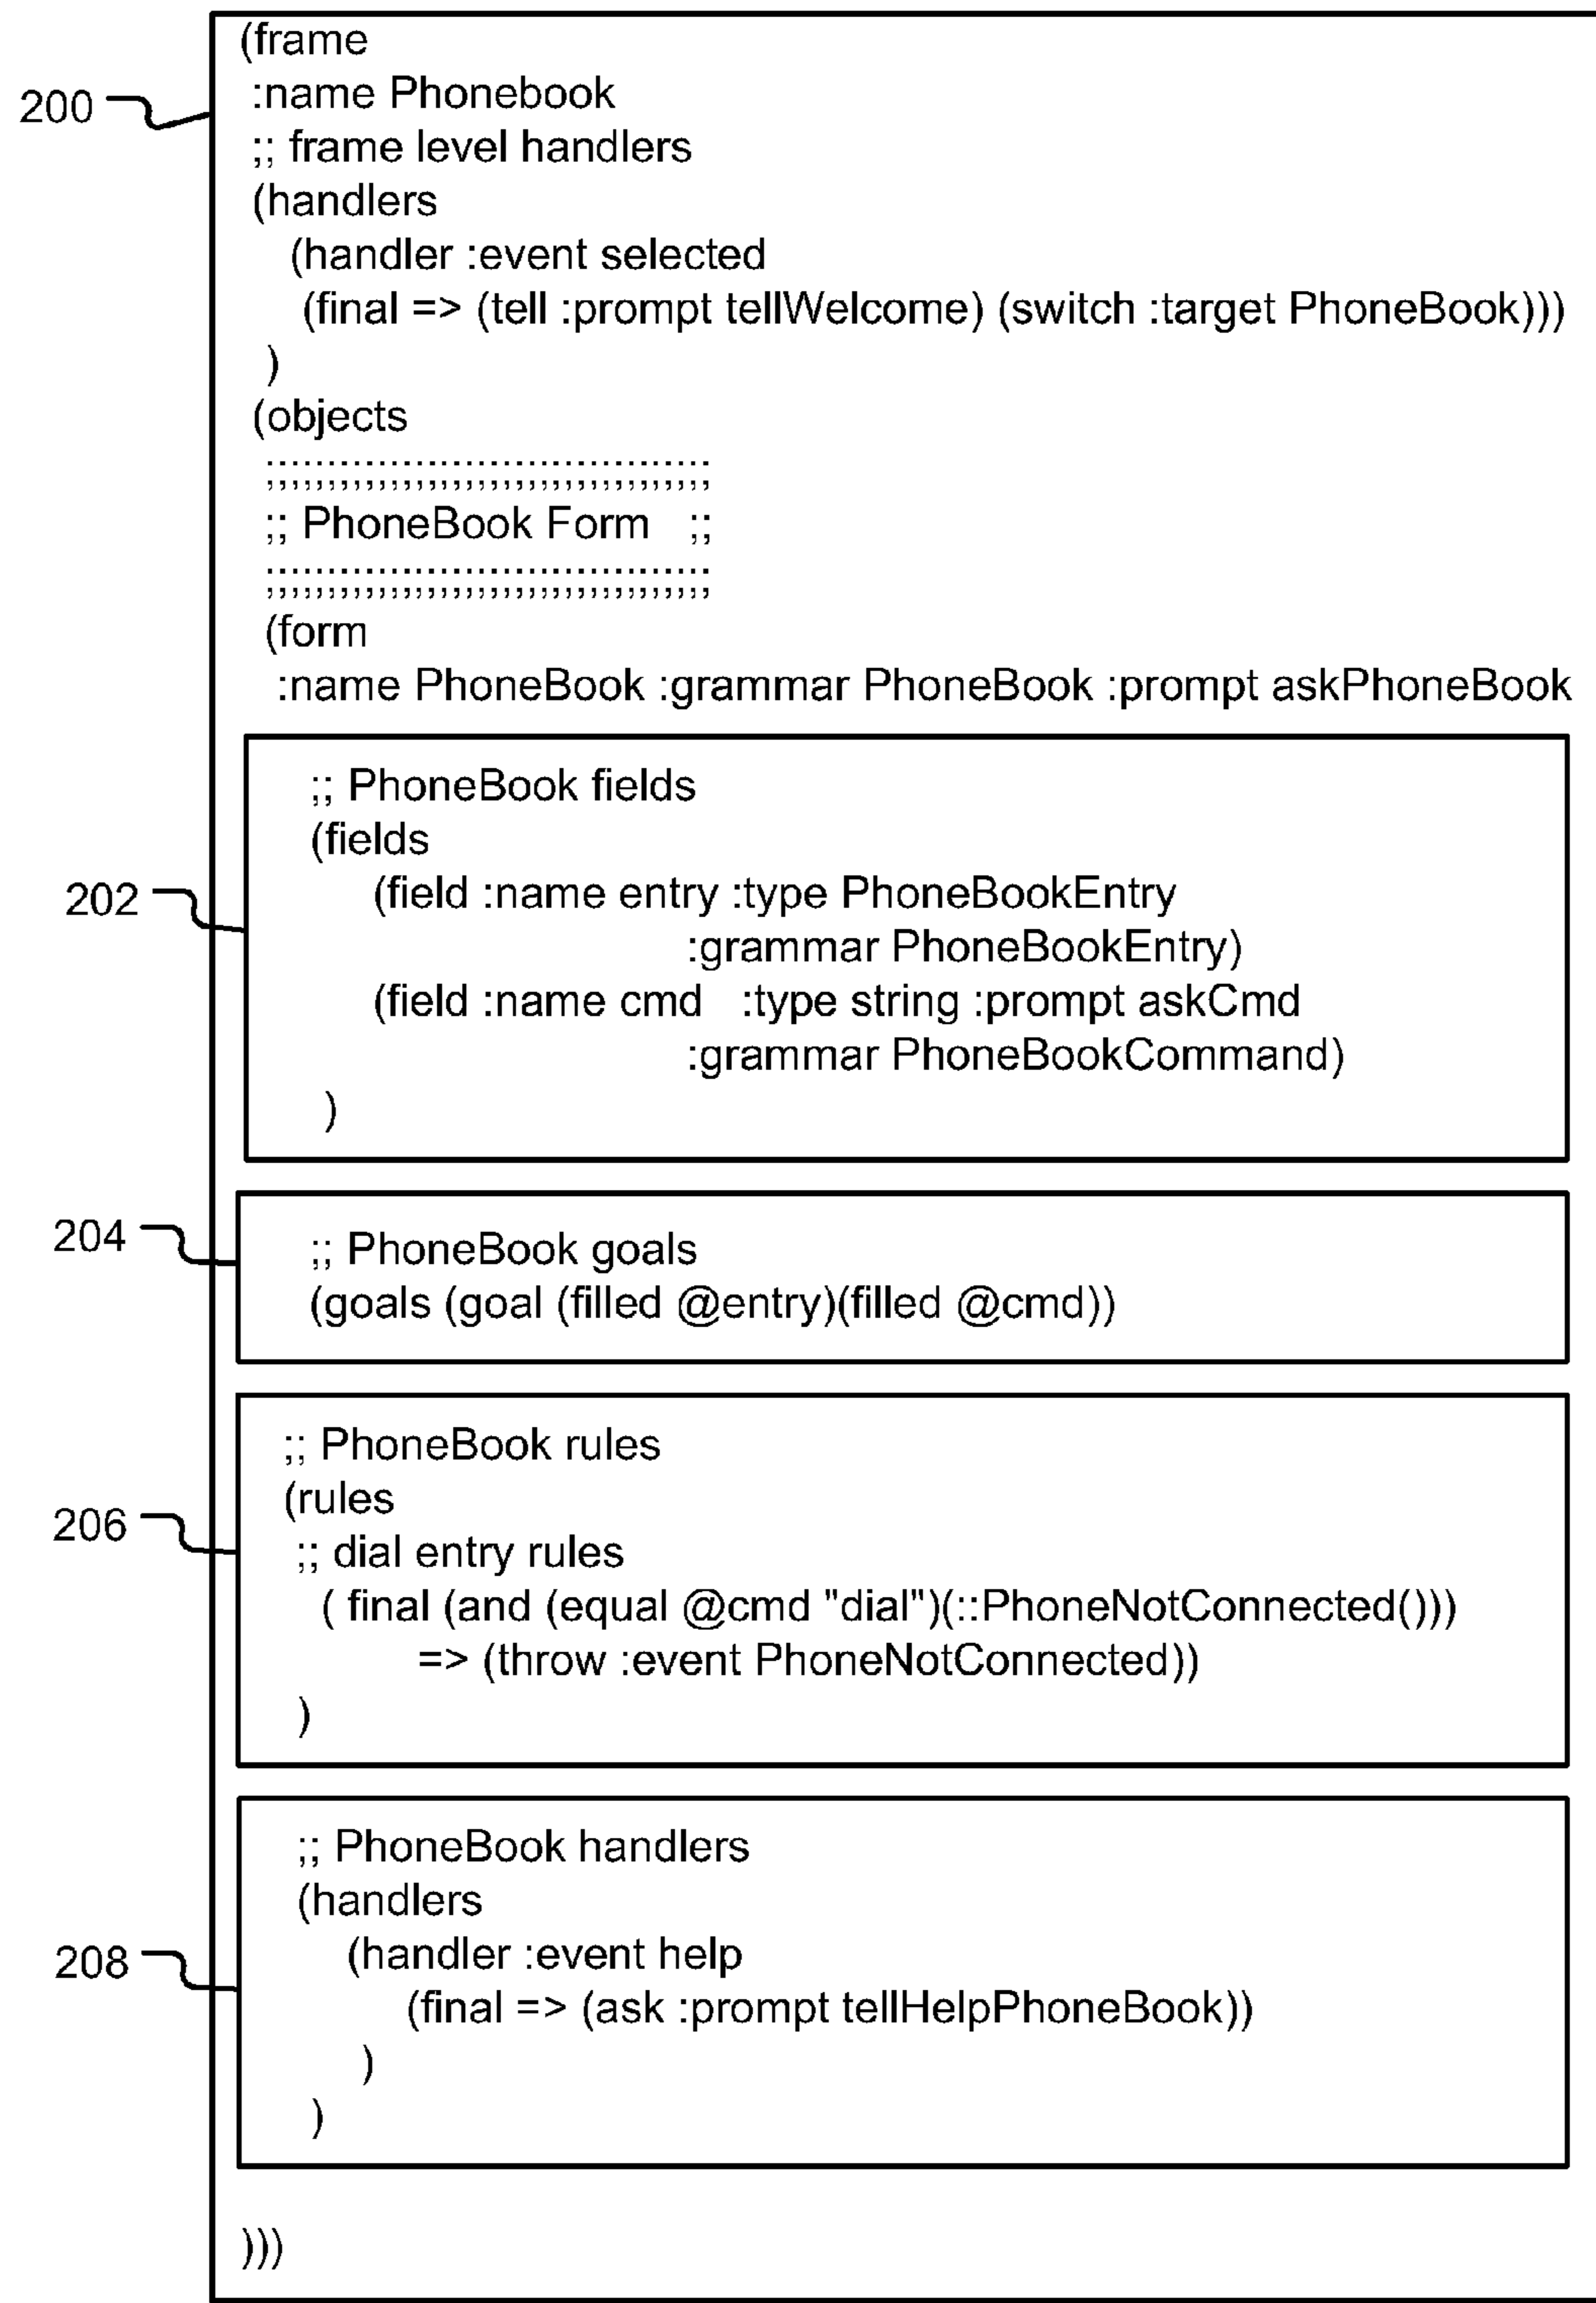 (frame
200
:name Phonebook
;; frame level handlers
(handlers
(handler :event selected
(final => (tell :prompt tellWelcome) (switch :target PhoneBook)))
)
(objects
;;;;;;;;;;;;;;;;;;;;;;;;;;;;;;;;;;;;
;; PhoneBook Form ;;
;;;;;;;;;;;;;;;;;;;;;;;;;;;;;;;;;;;;
(form
:name PhoneBook :grammar PhoneBook :prompt askPhoneBook
;; PhoneBook fields
(fields
202
(field :name entry :type PhoneBookEntry
:grammar PhoneBookEntry)
(field :name cmd :type string :prompt askCmd
:grammar PhoneBookCommand)
)
204
;; PhoneBook goals
(goals (goal (filled @entry)(filled @cmd))
;; PhoneBook rules
(rules
206
;; dial entry rules
( final (and (equal @cmd "dial")(::PhoneNotConnected()))
=> (throw :event PhoneNotConnected))
)
;; PhoneBook handlers
(handlers
208
(handler :event help
(final => (ask :prompt tellHelpPhoneBook))
)
)
)))